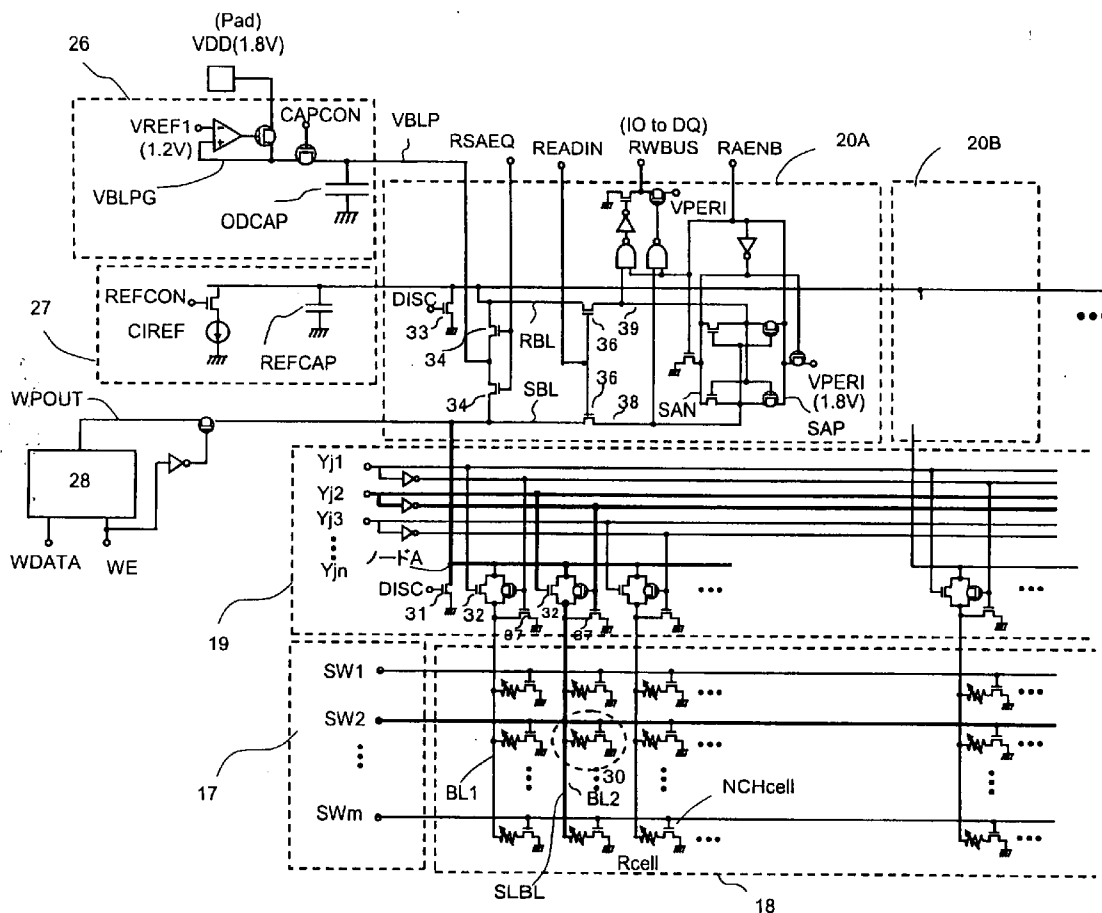 (Pad)
VDD(1.8V)
26
CAPCON
VREF1
(1.2V)
VBLPG
ODCAP
VBLP
RSAEQ
READIN
(IO to DQ)
RWBUS
RAENB
20A
20B
VPERI
REFCON
CIREF
REFCAP
27
DISC
33
34
RBL
36
39
34
36
SBL
38
SAN
VPERI
(1.8V)
SAP
WPOUT
28
WDATA
WE
Yj1
Yj2
Yj3
Yjn
ノードA
DISC
31
32
32
37
37
19
SW1
SW2
SWm
17
BL1
30
BL2
NCHcell
Rcell
SLBL
18